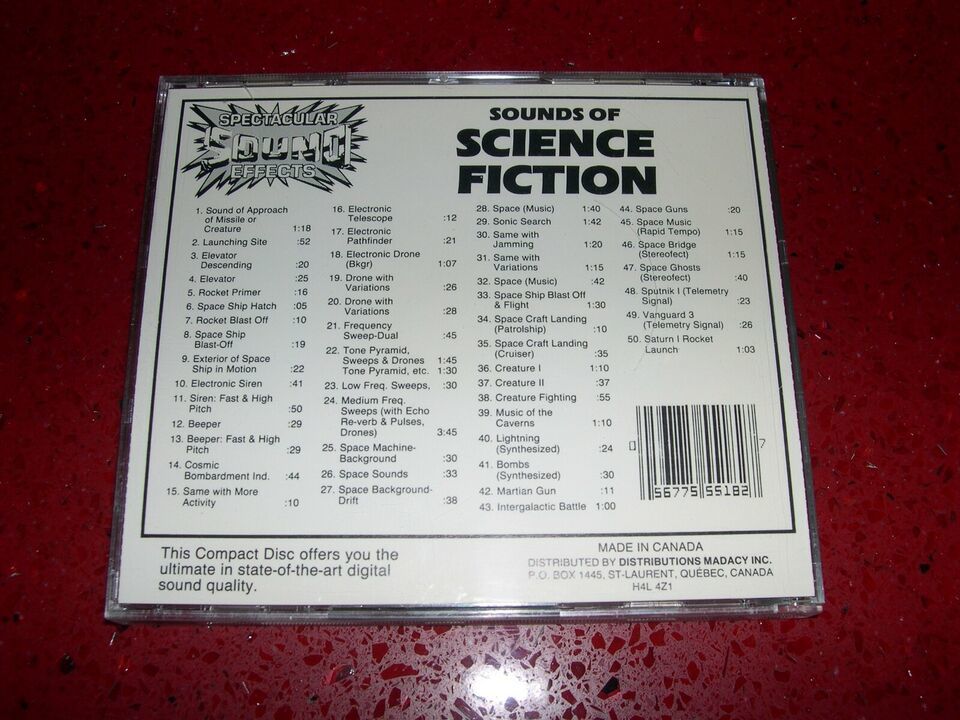 SPECTACULAR
SOUND
EFFECTS
SOUNDS OF
SCIENCE
FICTION
1. Sound of Approach
of Missile or
Creature 1:18
2. Launching Site :52
3. Elevator
Descending :20
4. Elevator :25
5. Rocket Primer :16
6. Space Ship Hatch :05
7. Rocket Blast Off :10
8. Space Ship
Blast-Off :19
9. Exterior of Space
Ship in Motion :22
10. Electronic Siren :41
11. Siren: Fast & High
Pitch :50
12. Beeper :29
13. Beeper: Fast & High
Pitch :29
14. Cosmic
Bombardment Ind. :44
15. Same with More
Activity :10
16. Electronic
Telescope :12
17. Electronic
Pathfinder :21
18. Electronic Drone
(Bkgr) 1:07
19. Drone with
Variations :26
20. Drone with
Variations :28
21. Frequency
Sweep-Dual :45
22. Tone Pyramid,
Sweeps & Drones 1:45
Tone Pyramid, etc. 1:30
23. Low Freq. Sweeps, :30
24. Medium Freq.
Sweeps (with Echo
Re-verb & Pulses,
Drones) 3:45
25. Space Machine-
Background :30
26. Space Sounds :33
27. Space Background-
Drift :38
28. Space (Music) 1:40
29. Sonic Search 1:42
30. Same with
Jamming 1:20
31. Same with
Variations 1:15
32. Space (Music) :42
33. Space Ship Blast Off
& Flight 1:30
34. Space Craft Landing
(Patrolship) :10
35. Space Craft Landing
(Cruiser) :35
36. Creature I 1:10
37. Creature II :37
38. Creature Fighting :55
39. Music of the
Caverns 1:10
40. Lightning
(Synthesized) :24
41. Bombs
(Synthesized) :30
42. Martian Gun :11
43. Intergalactic Battle 1:00
44. Space Guns :20
45. Space Music
(Rapid Tempo) 1:15
46. Space Bridge
(Stereofect) 1:15
47. Space Ghosts
(Stereofect) :40
48. Sputnik I (Telemetry
Signal) :23
49. Vanguard 3
(Telemetry Signal) :26
50. Saturn I Rocket
Launch 1:03
0 56775 55182 7
This Compact Disc offers you the
ultimate in state-of-the-art digital
sound quality.
MADE IN CANADA
DISTRIBUTED BY DISTRIBUTIONS MADACY INC.
P.O. BOX 1445, ST-LAURENT, QUÉBEC, CANADA
H4L 4Z1